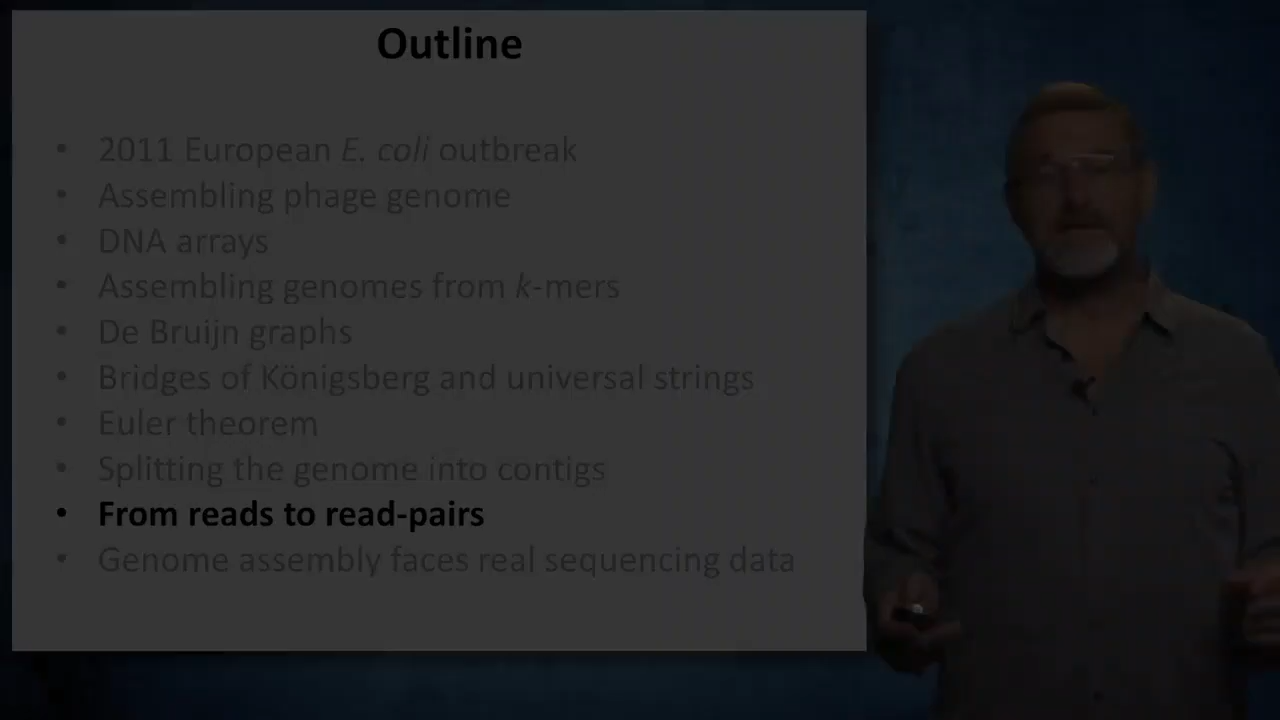 Outline
• 2011 European E. coli outbreak
• Assembling phage genome
• DNA arrays
• Assembling genomes from k-mers
• De Bruijn graphs
• Bridges of Königsberg and universal strings
• Euler theorem
• Splitting the genome into contigs
• From reads to read-pairs
• Genome assembly faces real sequencing data